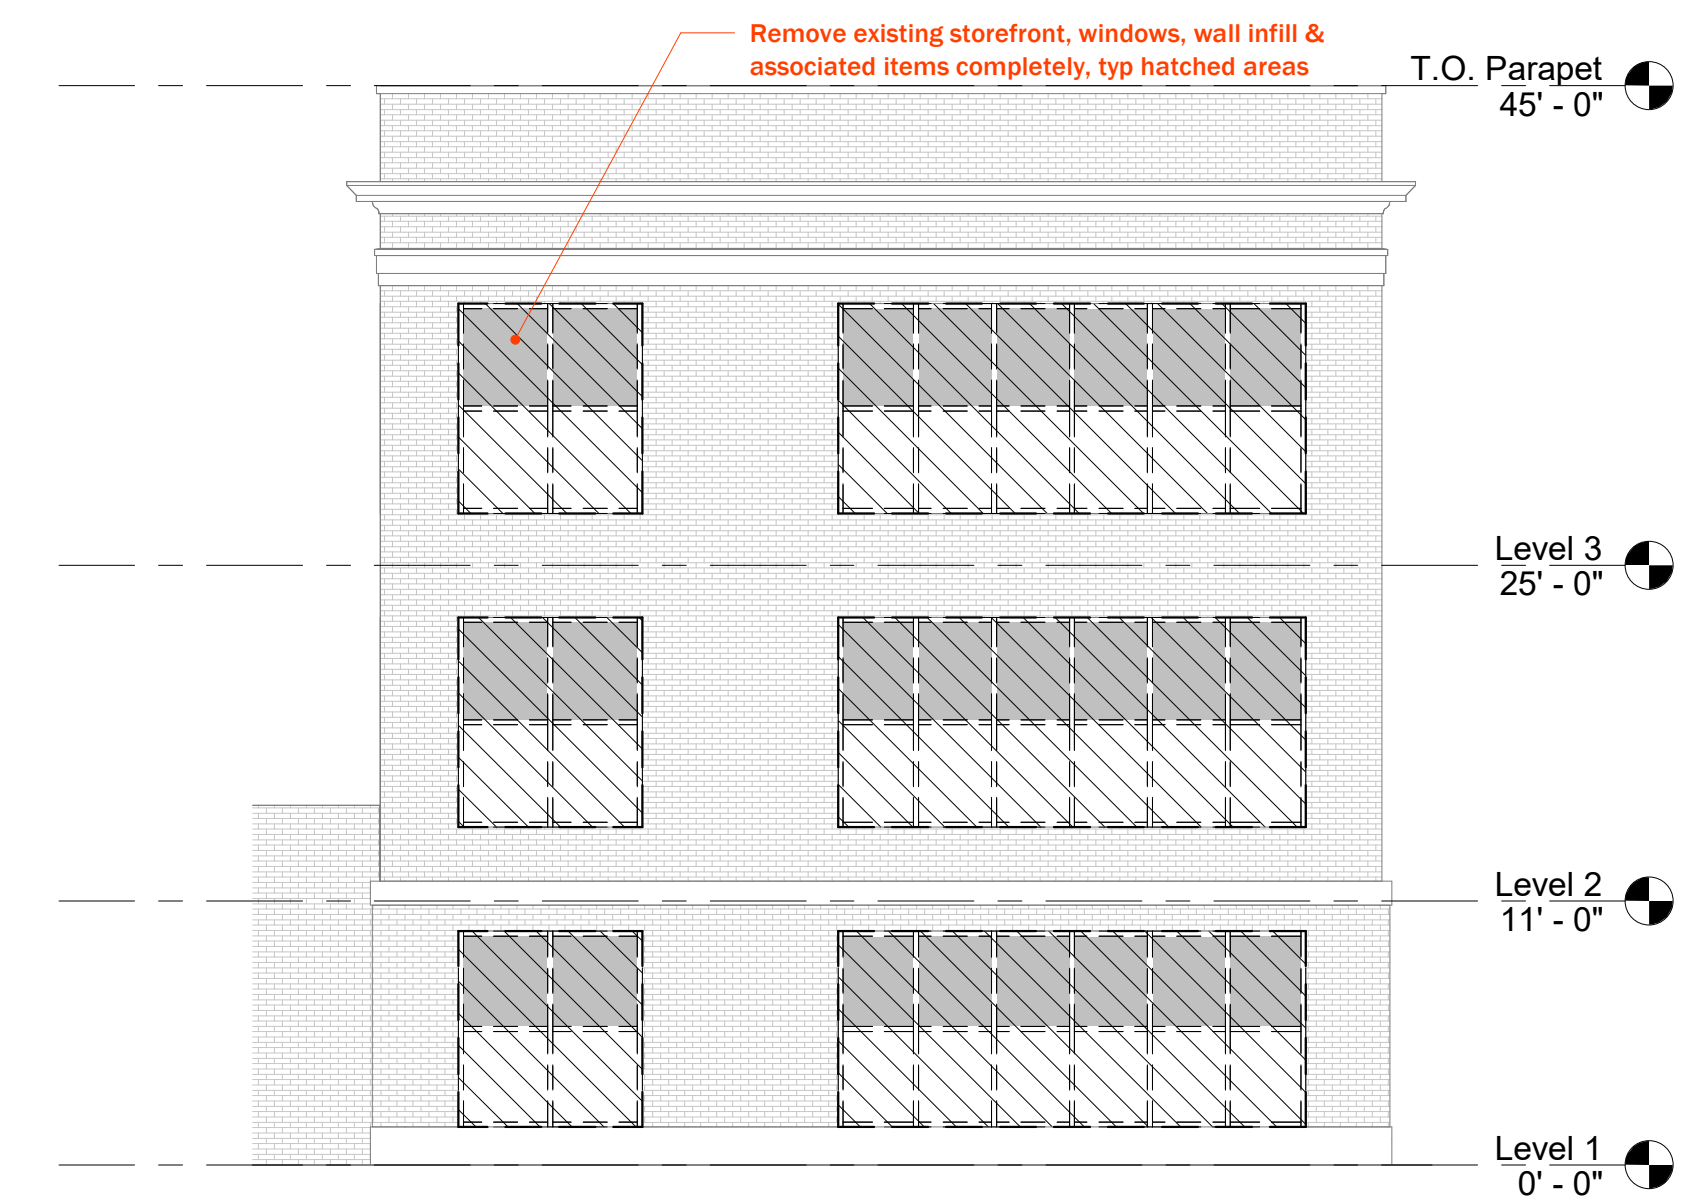 Remove existing storefront, windows, wall infill &
associated items completely, typ hatched areas
T.O. Parapet
45' - 0"
Level 3
25' - 0"
Level 2
11' - 0"
Level 1
0' - 0"